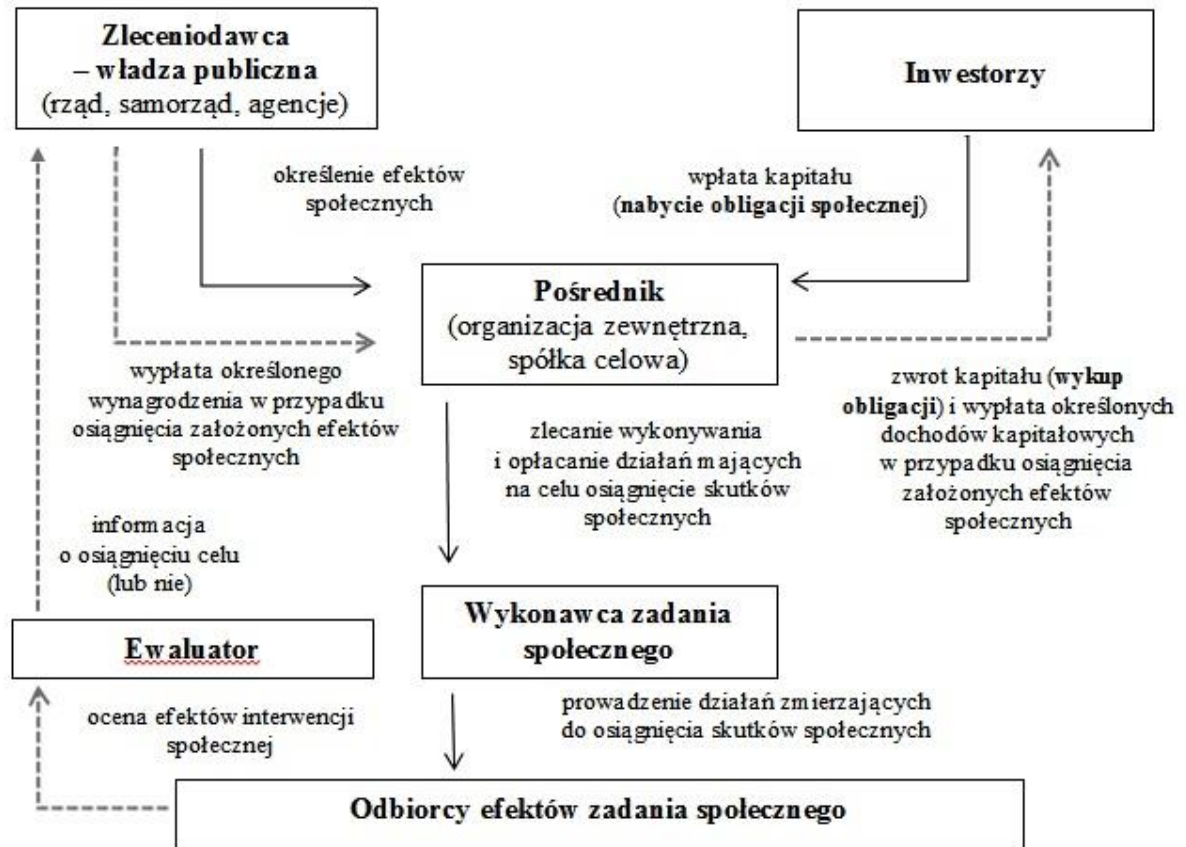 Zleceniodawca
– władza publiczna
(rząd, samorząd, agencje)
Inwestorzy
określenie efektów
społecznych
wpłata kapitału
(nabycie obligacji społecznej)
Pośrednik
(organizacja zewnętrzna,
spółka celowa)
wypłata określonego
wynagrodzenia w przypadku
osiągnięcia założonych efektów
społecznych
zwrot kapitału (wykup
obligacji) i wypłata określonych
dochodów kapitałowych
w przypadku osiągnięcia
założonych efektów
społecznych
zlecanie wykonywania
i opłacanie działań mających
na celu osiągnięcie skutków
społecznych
informacja
o osiągnięciu celu
(lub nie)
Wykonawca zadania
społecznego
Ewaluator
prowadzenie działań zmierzających
do osiągnięcia skutków społecznych
ocena efektów interwencji
społecznej
Odbiorcy efektów zadania społecznego